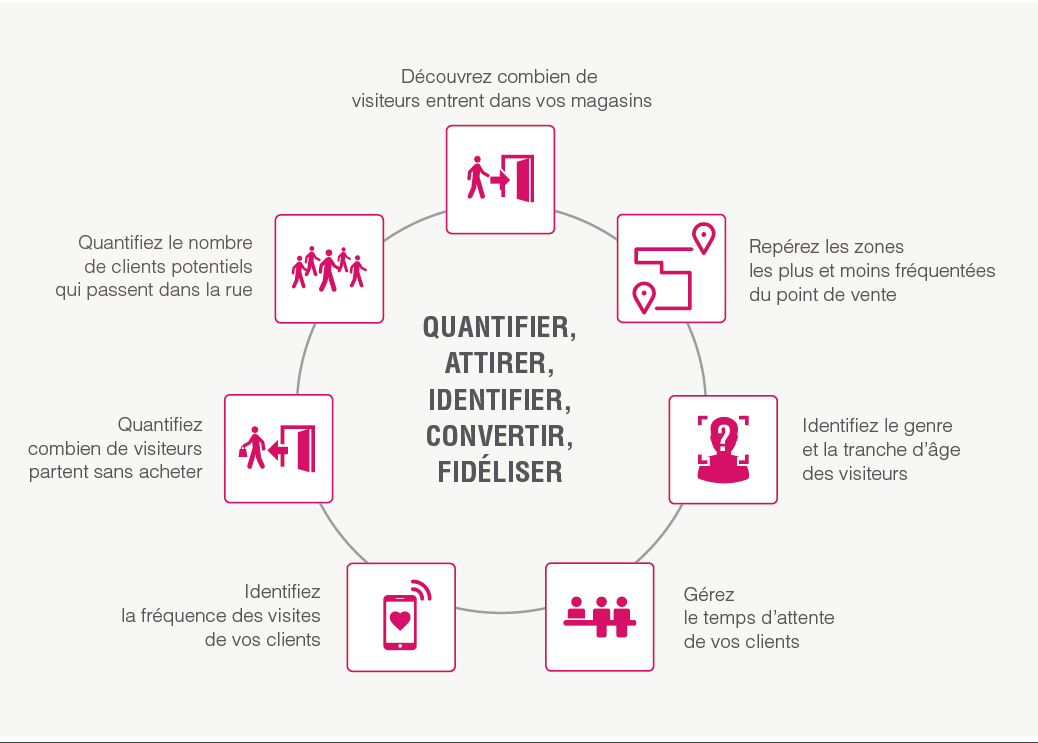 Découvrez combien de
visiteurs entrent dans vos magasins
Quantifiez le nombre
de clients potentiels
qui passent dans la rue
Repérez les zones
les plus et moins fréquentées
du point de vente
QUANTIFIER,
ATTIRER,
IDENTIFIER,
CONVERTIR,
FIDÉLISER
Quantifiez
combien de visiteurs
partent sans acheter
?
Identifiez le genre
et la tranche d’âge
des visiteurs
Identifiez
la fréquence des visites
de vos clients
Gérez
le temps d’attente
de vos clients